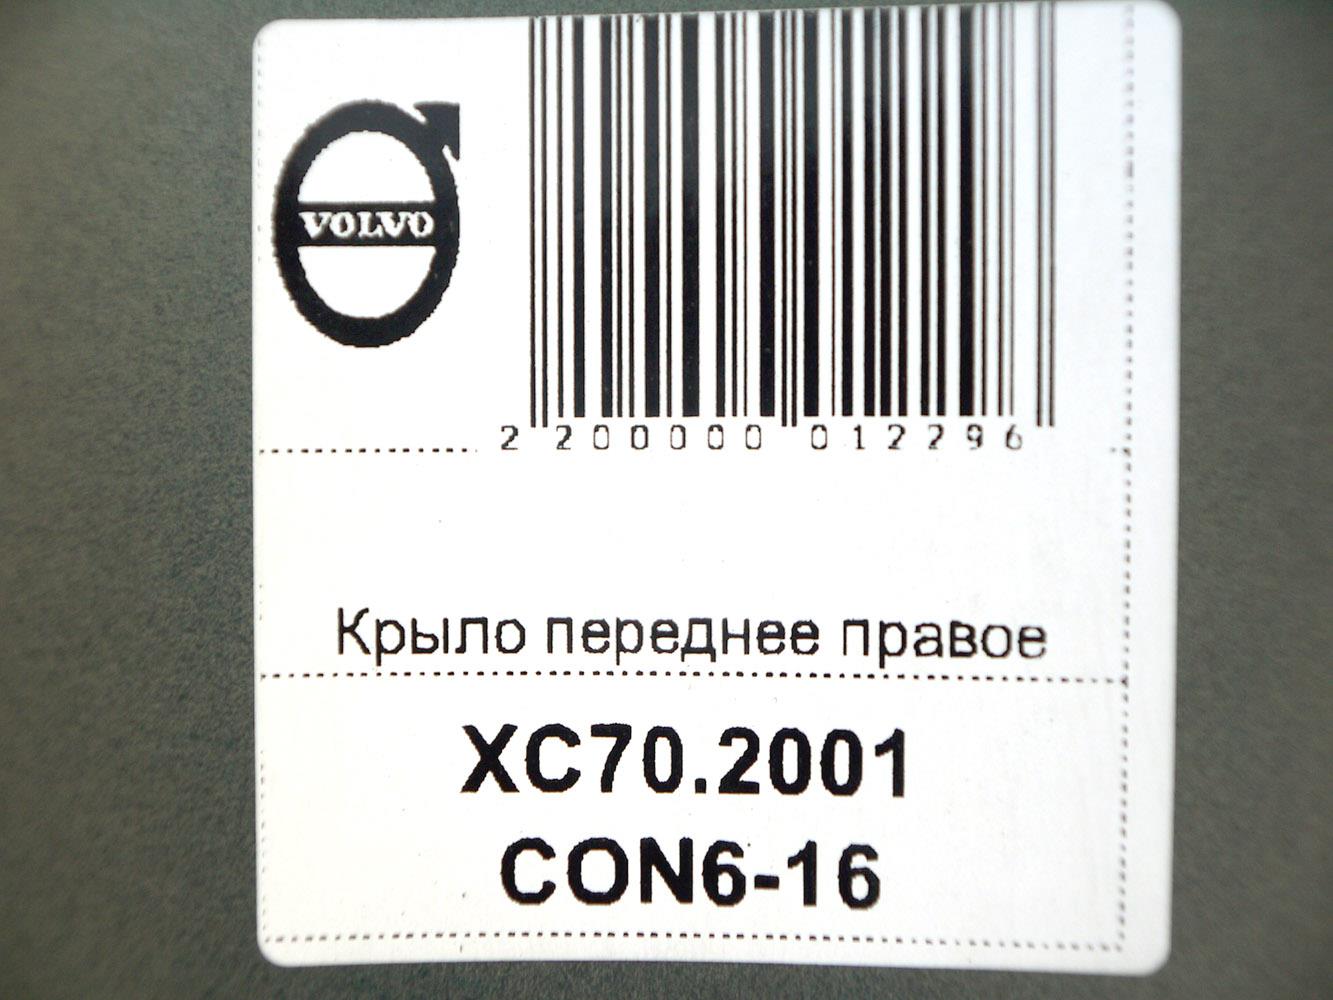 VOLVO
2 200000 012296
Крыло переднее правое
XC70.2001
CON6-16